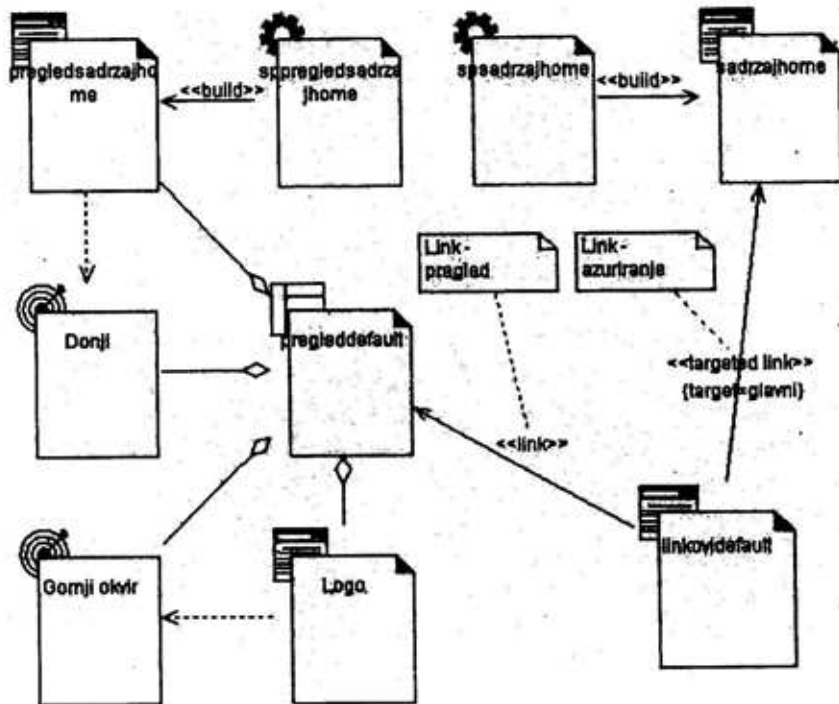 pregledsadrzajho
me
<<build>>
sppregledsadrza
jhome
spsadrzajhome
<<build>>
sadrzajhome
Link-
pregled
Link-
azuriranje
Donji
pregleddefault
<<targeted link>>
{target=glavni}
<<link>>
Gornji okvir
Logo
linkovidefault